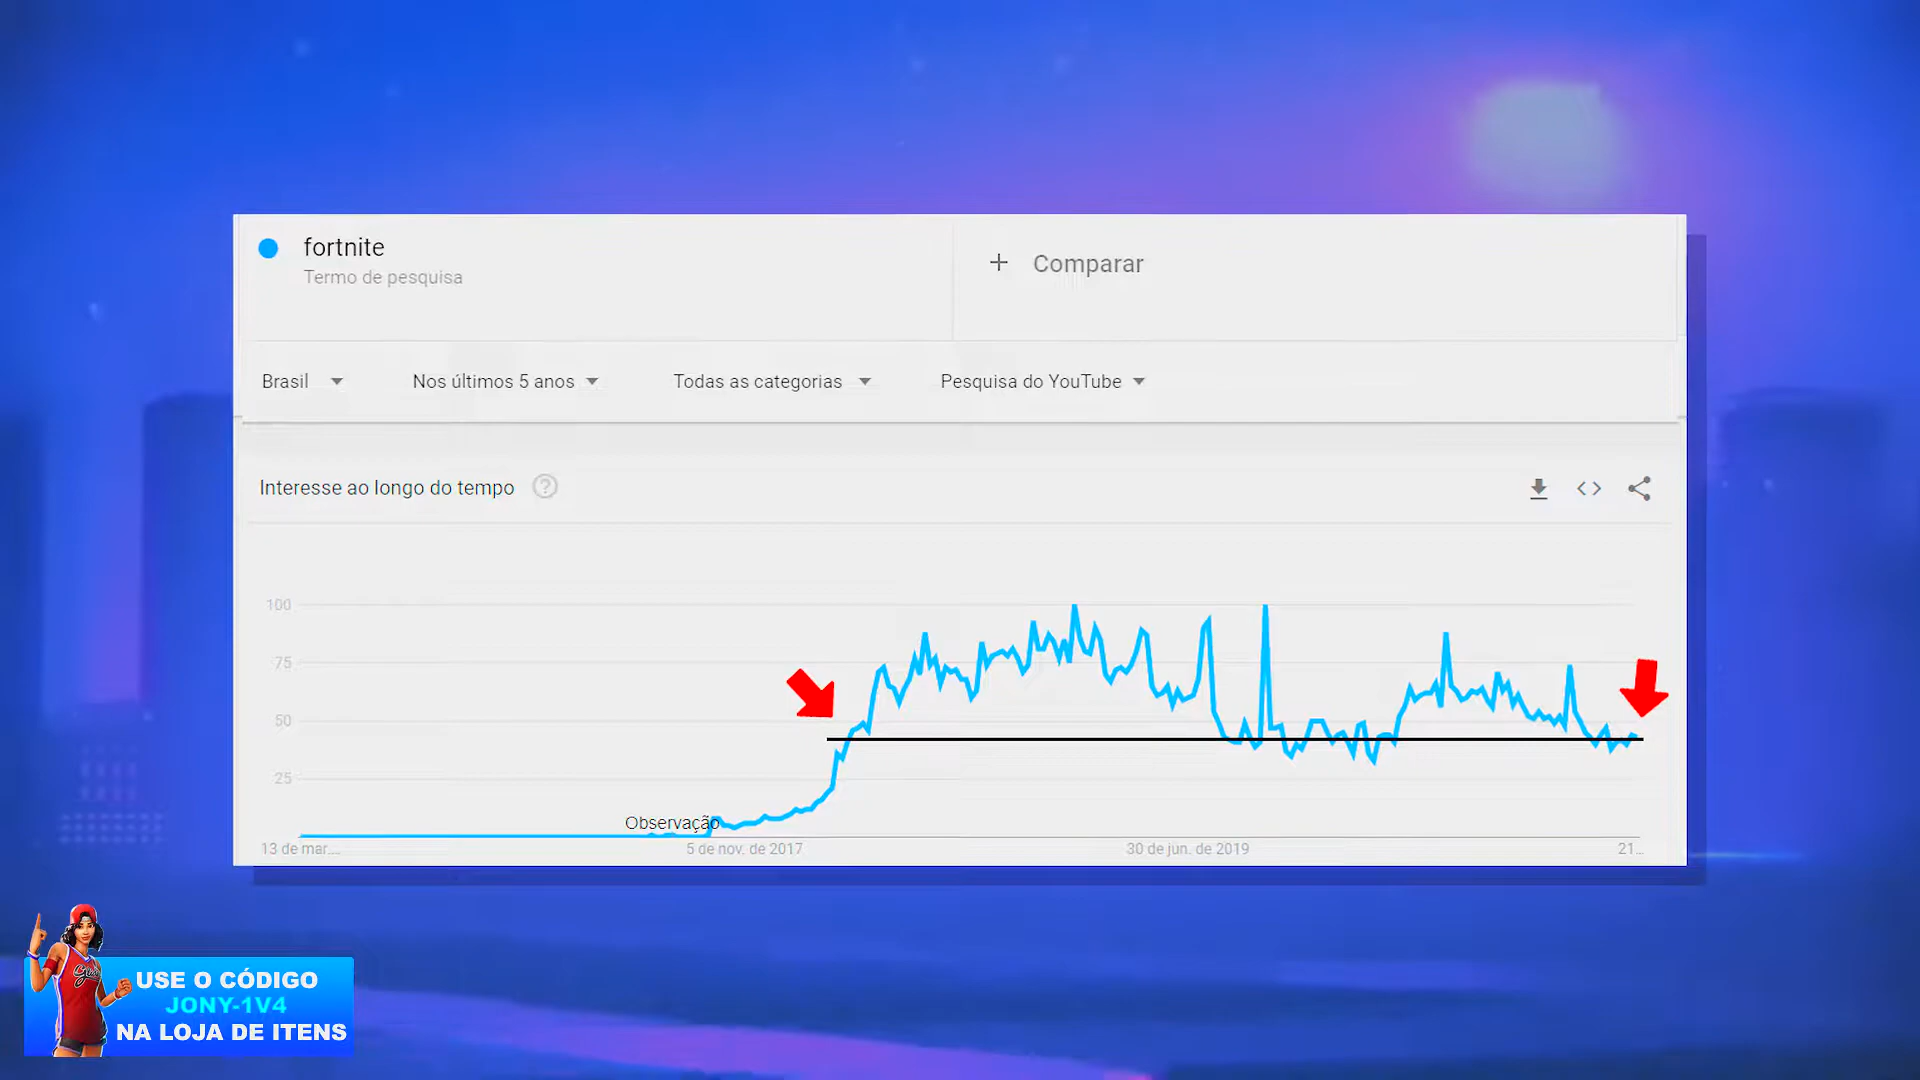 fortnite
Termo de pesquisa
+ Comparar
Brasil
Nos últimos 5 anos
Todas as categorias
Pesquisa do YouTube
Interesse ao longo do tempo
100
75
50
25
Observação
13 de mar....
5 de nov. de 2017
30 de jun. de 2019
21...
USE O CÓDIGO
JONY-1V4
NA LOJA DE ITENS